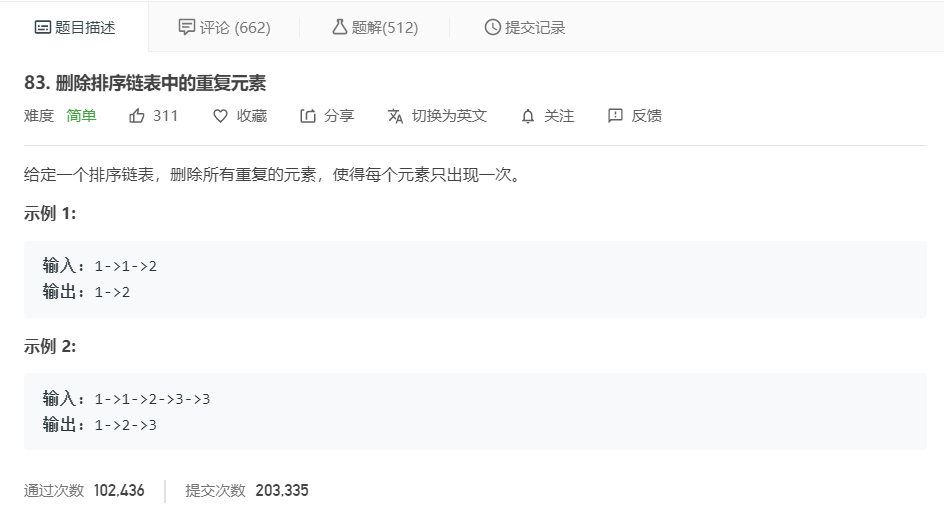 题目描述 评论 (662) 题解(512) 提交记录
83. 删除排序链表中的重复元素
难度 简单 311 收藏 分享 切换为英文 关注 反馈
给定一个排序链表，删除所有重复的元素，使得每个元素只出现一次。
示例 1:
输入: 1->1->2
输出: 1->2
示例 2:
输入: 1->1->2->3->3
输出: 1->2->3
通过次数 102,436 提交次数 203,335